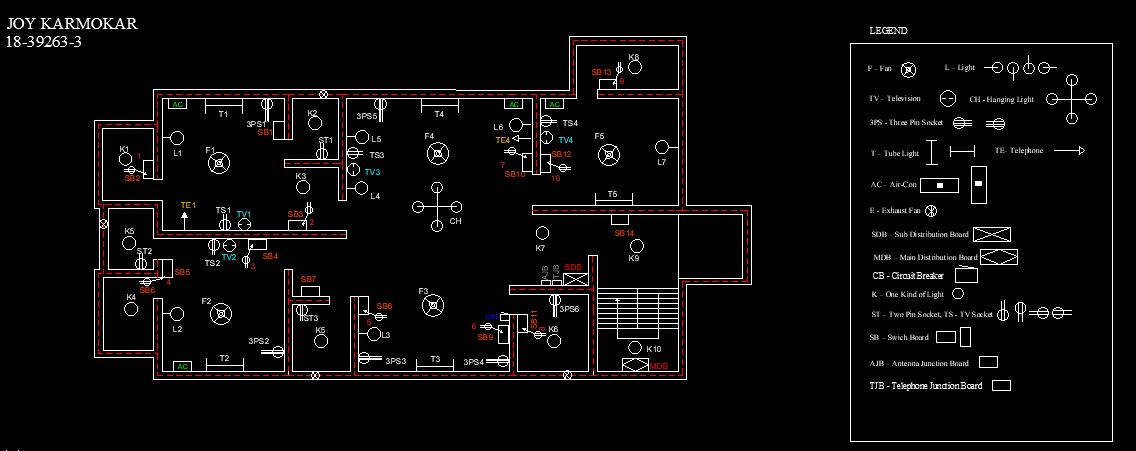 JOY KARMOKAR
18-39263-3
LEGEND
F – Fan
L – Light
TV – Television
CH – Hanging Light
3PS – Three Pin Socket
T – Tube Light
TE- Telephone
AC – Air-Con
E – Exhaust Fan
SDB – Sub Distribution Board
MDB – Main Distribution Board
CB – Circuit Breaker
K – One Kind of Light
ST – Two Pin Socket, TS - TV Socket
SB – Swich Board
AJB – Antenna Junction Board
TJB - Telephone Junction Board
K8
SB13
9
AC
T1
3PS1
SB1
K2
ST1
3PS5
T4
AC
AC
L5
TS3
TV3
L4
F4
L6
TE4
7
SB10
TS4
TV4
SB12
10
F5
L7
T5
K1
1
SB2
L1
F1
K3
SB3
2
TE1
TS1
TV1
CH
K5
ST2
TS2
TV2
3
SB4
SB5
4
SB6
K4
L2
F2
T2
AC
3PS2
SB7
ST3
K5
SB8
L3
F3
3PS3
T3
3PS4
6
SB9
SB11
8
K6
3PS6
K7
AJB
TJB
SDB
SB14
K9
K10
MDB